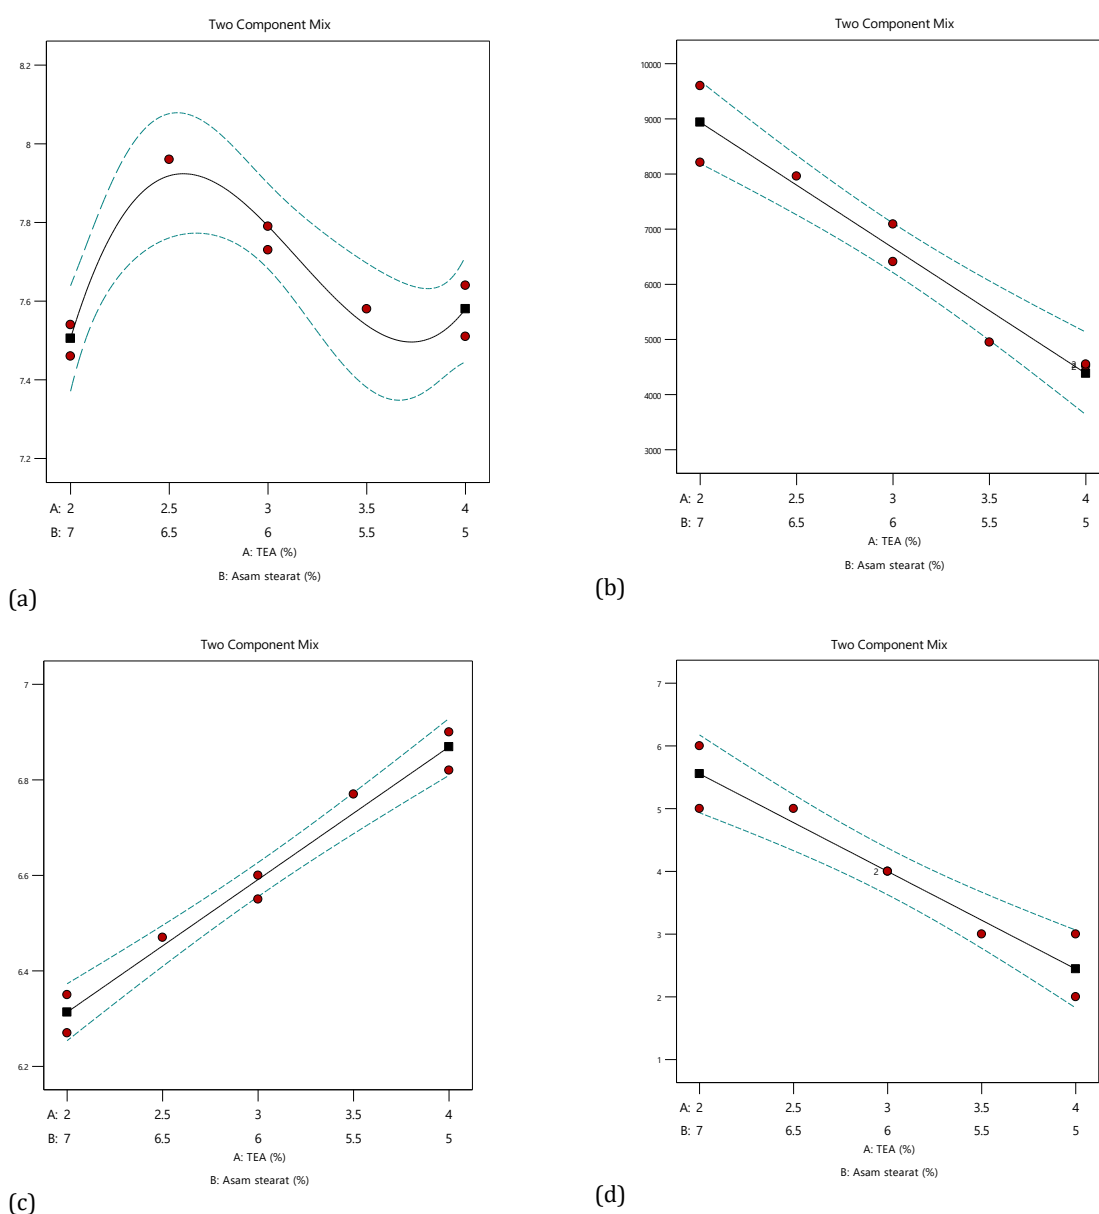 Two Component Mix
8.2
8
7.8
7.6
7.4
7.2
A: 2 2.5 3 3.5 4
B: 7 6.5 6 5.5 5
A: TEA (%)
B: Asam stearat (%)
(a)
Two Component Mix
10000
9000
8000
7000
6000
5000
4000
3000
2
2
A: 2 2.5 3 3.5 4
B: 7 6.5 6 5.5 5
A: TEA (%)
B: Asam stearat (%)
(b)
Two Component Mix
7
6.8
6.6
6.4
6.2
A: 2 2.5 3 3.5 4
B: 7 6.5 6 5.5 5
A: TEA (%)
B: Asam stearat (%)
(c)
Two Component Mix
7
6
5
4
3
2
1
2
A: 2 2.5 3 3.5 4
B: 7 6.5 6 5.5 5
A: TEA (%)
B: Asam stearat (%)
(d)